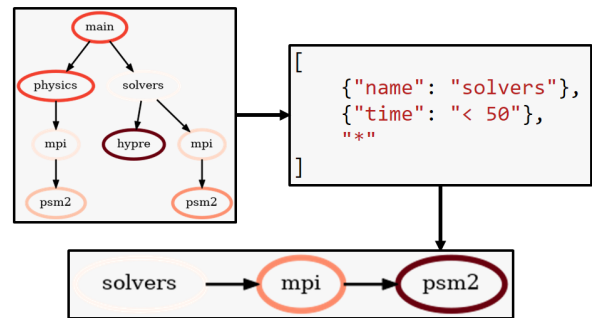 main
physics
solvers
mpi
hypre
mpi
psm2
psm2
[
{"name": "solvers"},
{"time": "< 50"},
"*"
]
solvers
mpi
psm2